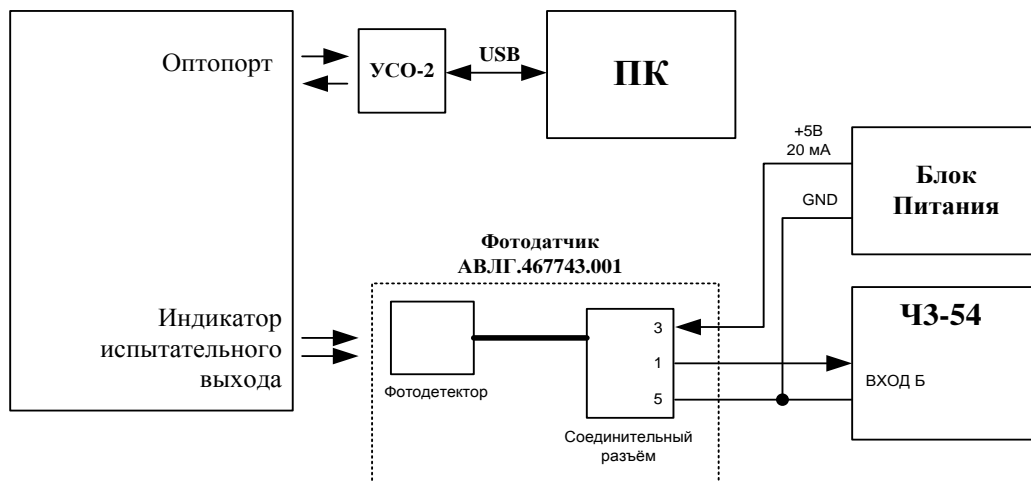 Оптопорт
УСО-2
USB
ПК
+5В
20 мА
GND
Блок
Питания
Фотодатчик
АВЛГ.467743.001
Индикатор
испытательного
выхода
Фотодетектор
3
1
5
Соединительный
разъём
ЧЗ-54
ВХОД Б